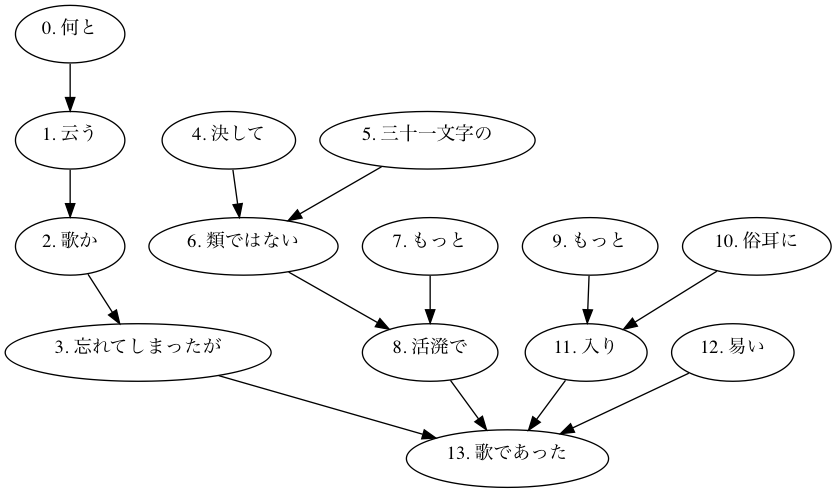 0. 何と
1. 云う
4. 決して
5. 三十一文字の
2. 歌か
6. 類ではない
7. もっと
9. もっと
10. 俗耳に
3. 忘れてしまったが
8. 活溌で
11. 入り
12. 易い
13. 歌であった